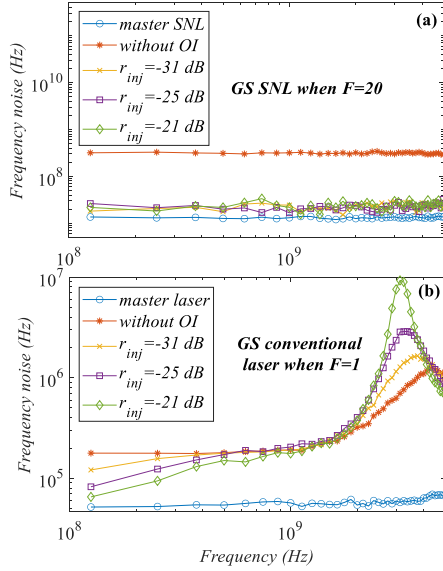 (a)
master SNL
without OI
r_inj=-31 dB
r_inj=-25 dB
r_inj=-21 dB
GS SNL when F=20
Frequency noise (Hz)
10^10
10^8
10^8
10^9
(b)
master laser
without OI
r_inj=-31 dB
r_inj=-25 dB
r_inj=-21 dB
GS conventional
laser when F=1
Frequency noise (Hz)
10^7
10^6
10^5
10^8
10^9
Frequency (Hz)